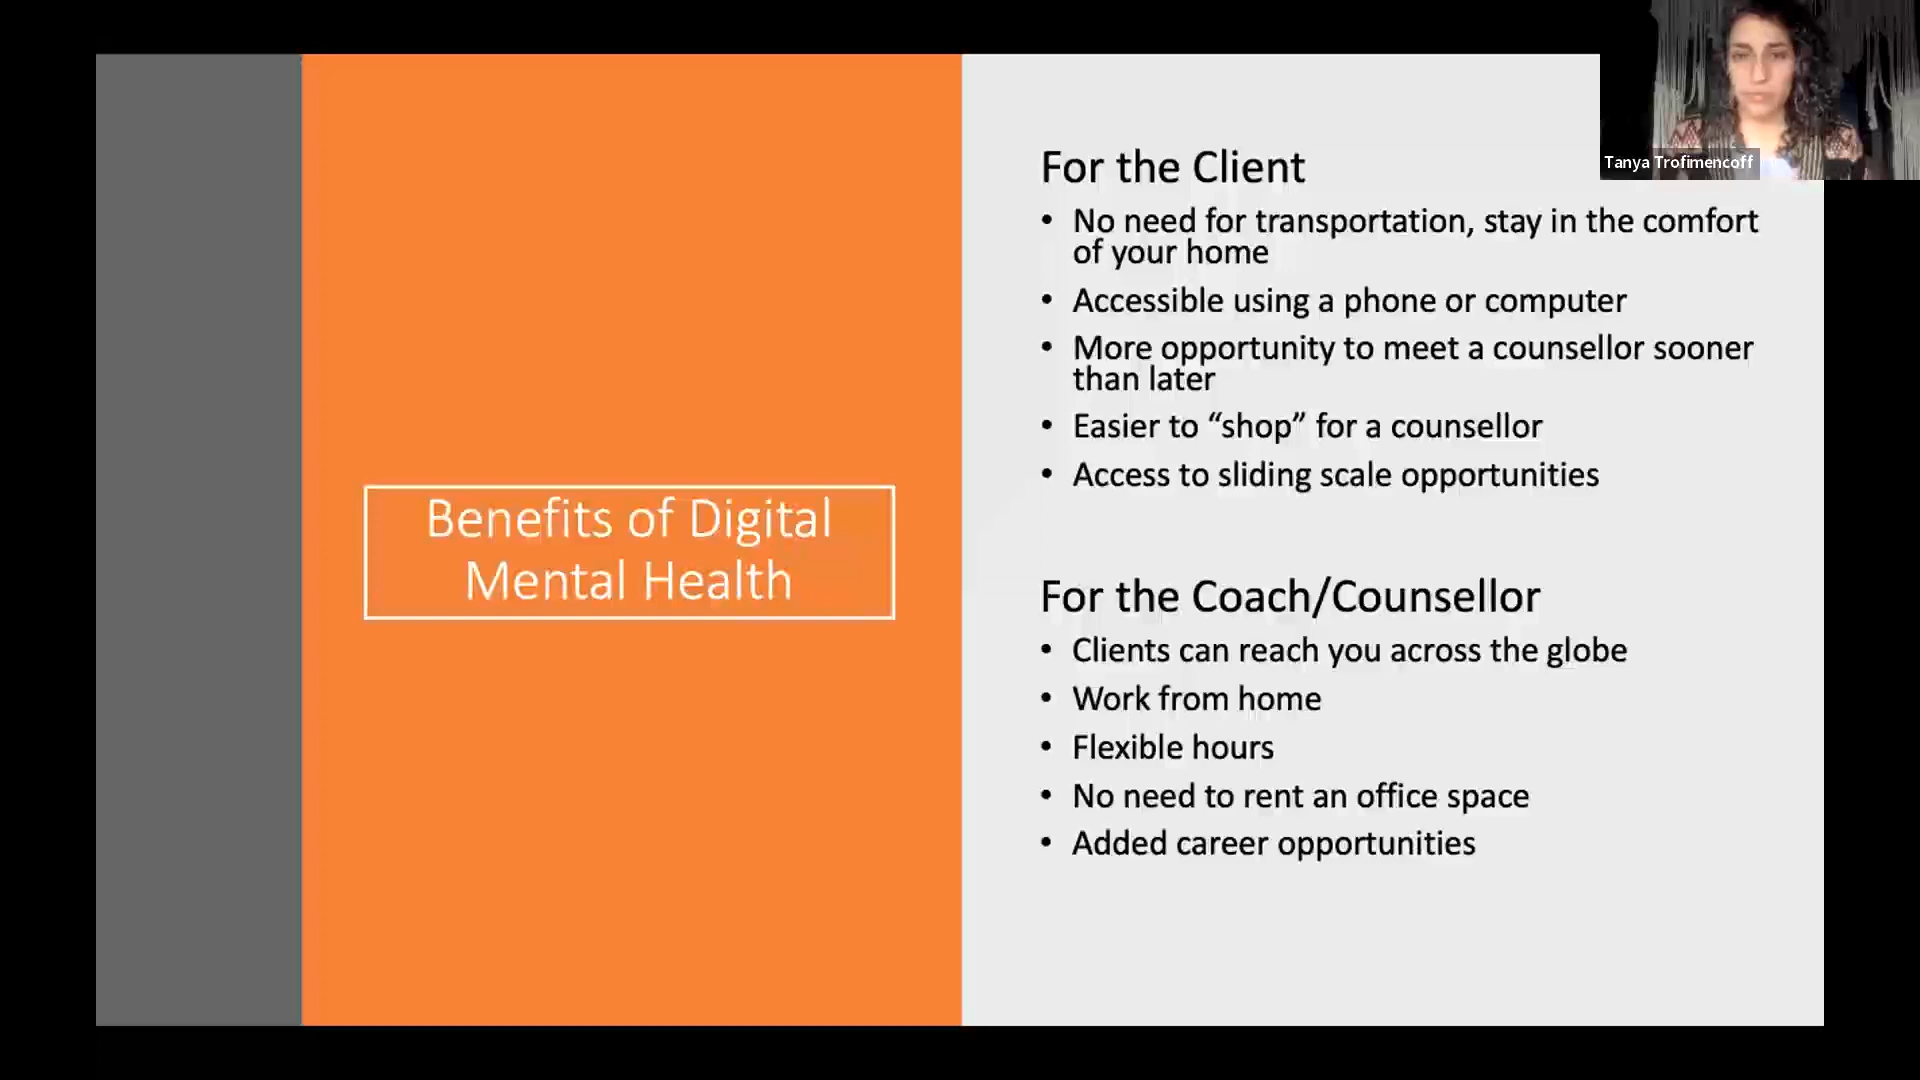 Benefits of Digital
Mental Health
For the Client
• No need for transportation, stay in the comfort
of your home
• Accessible using a phone or computer
• More opportunity to meet a counsellor sooner
than later
• Easier to “shop” for a counsellor
• Access to sliding scale opportunities
For the Coach/Counsellor
• Clients can reach you across the globe
• Work from home
• Flexible hours
• No need to rent an office space
• Added career opportunities
Tanya Trofimencoff